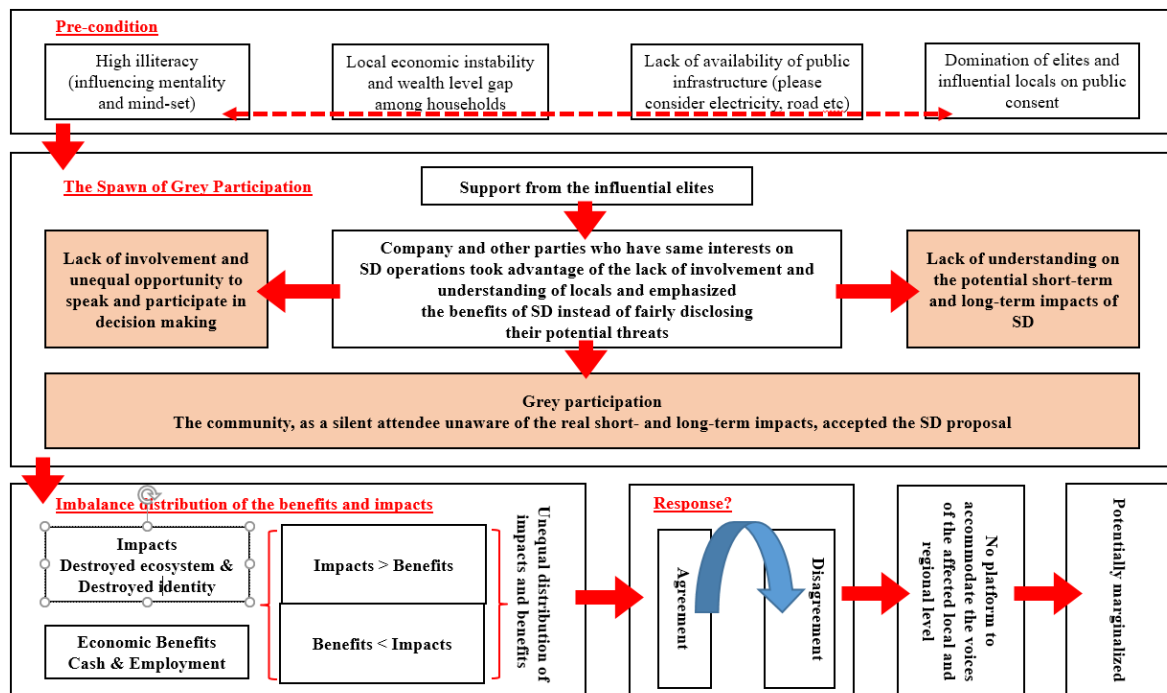 Pre-condition
High illiteracy
(influencing mentality
and mind-set)
Local economic instability
and wealth level gap
among households
Lack of availability of public
infrastructure (please
consider electricity, road etc)
Domination of elites and
influential locals on public
consent
The Spawn of Grey Participation
Support from the influential elites
Lack of involvement and
unequal opportunity to
speak and participate in
decision making
Company and other parties who have same interests on
SD operations took advantage of the lack of involvement and
understanding of locals and emphasized
the benefits of SD instead of fairly disclosing
their potential threats
Lack of understanding on
the potential short-term
and long-term impacts of
SD
Grey participation
The community, as a silent attendee unaware of the real short- and long-term impacts, accepted the SD proposal
Imbalance distribution of the benefits and impacts
Impacts
Destroyed ecosystem &
Destroyed identity
Economic Benefits
Cash & Employment
Impacts > Benefits
Benefits < Impacts
Unequal distribution of
impacts and benefits
Response?
Agreement
Disagreement
No platform to
accommodate the voices
of the affected local and
regional level
Potentially marginalized